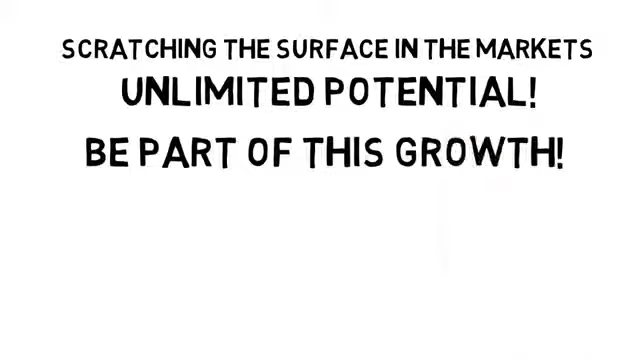 SCRATCHING THE SURFACE IN THE MARKETS
UNLIMITED POTENTIAL!
BE PART OF THIS GROWTH!